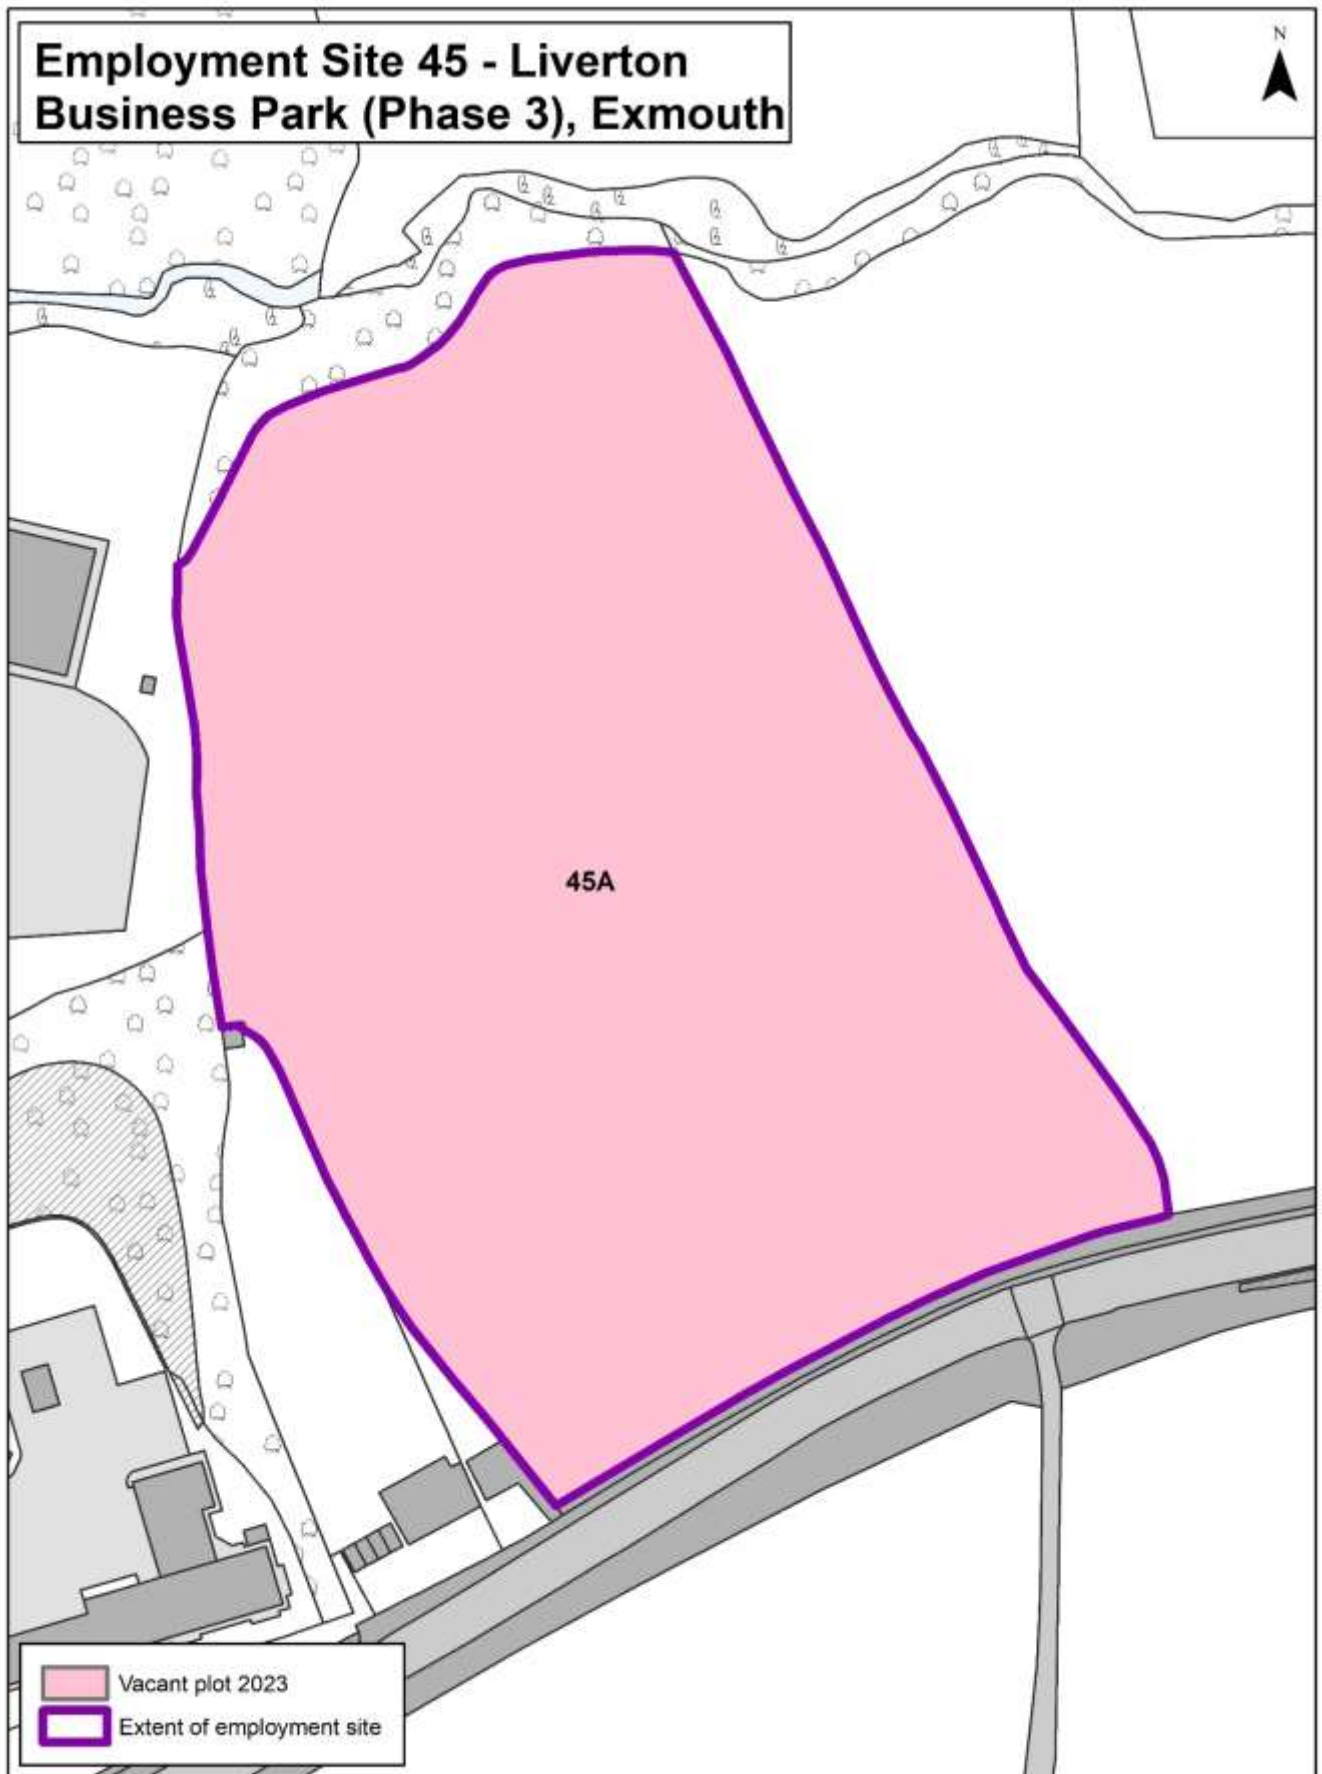 Employment Site 45 - Liverton
Business Park (Phase 3), Exmouth
N
45A
Vacant plot 2023
Extent of employment site